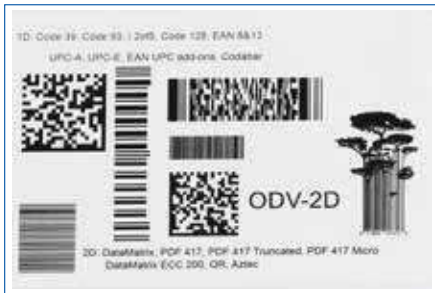 1D: Code 39, Code 93, I 2of5, Code 128, EAN 8&13
UPC-A, UPC-E, EAN UPC add-ons, Codabar
ODV-2D
2D: DataMatrix, PDF 417, PDF 417 Truncated, PDF 417 Micro
DataMatrix ECC 200, QR, Aztec